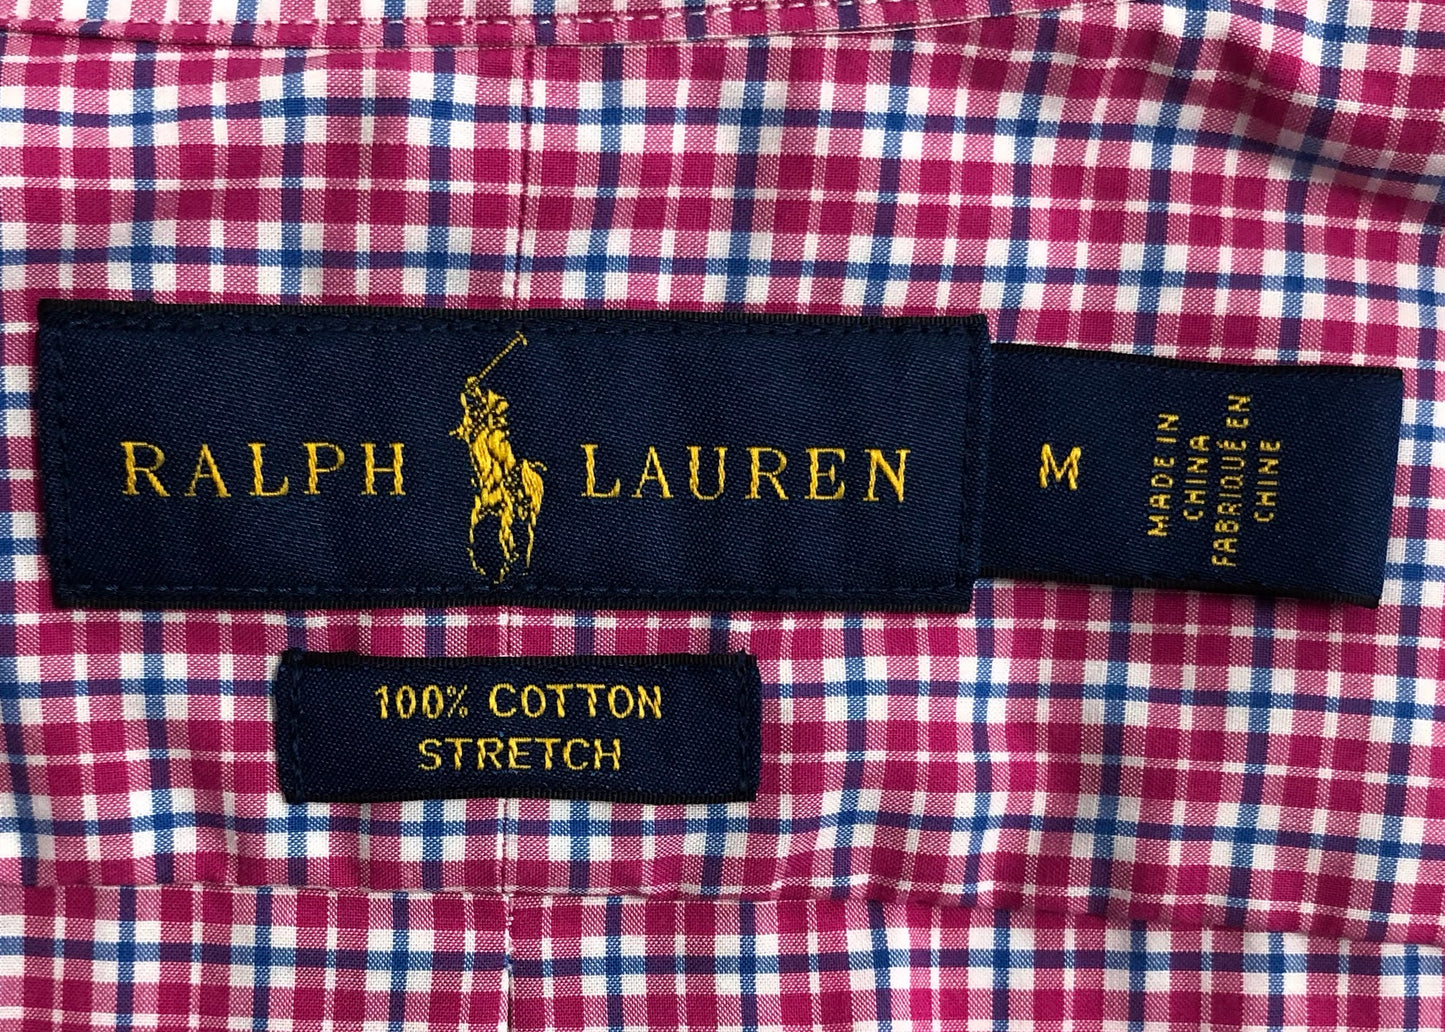 RALPH LAUREN
M
MADE IN
CHINA
FABRIQUÉ EN
CHINE
100% COTTON
STRETCH